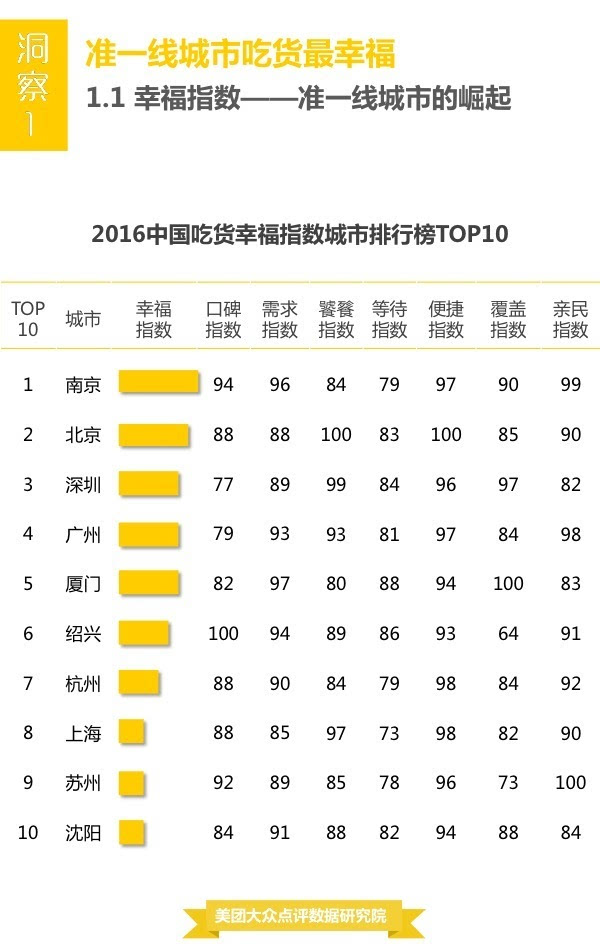 洞察1
准一线城市吃货最幸福
1.1 幸福指数——准一线城市的崛起
2016中国吃货幸福指数城市排行榜TOP10
TOP 10 城市 幸福指数 口碑指数 需求指数 饕餮指数 等待指数 便捷指数 覆盖指数 亲民指数
1 南京 94 96 84 79 97 90 99
2 北京 88 88 100 83 100 85 90
3 深圳 77 89 99 84 96 97 82
4 广州 79 93 93 81 97 84 98
5 厦门 82 97 80 88 94 100 83
6 绍兴 100 94 89 86 93 64 91
7 杭州 88 90 84 79 98 84 92
8 上海 88 85 97 73 98 82 90
9 苏州 92 89 85 78 96 73 100
10 沈阳 84 91 88 82 94 88 84
美团大众点评数据研究院